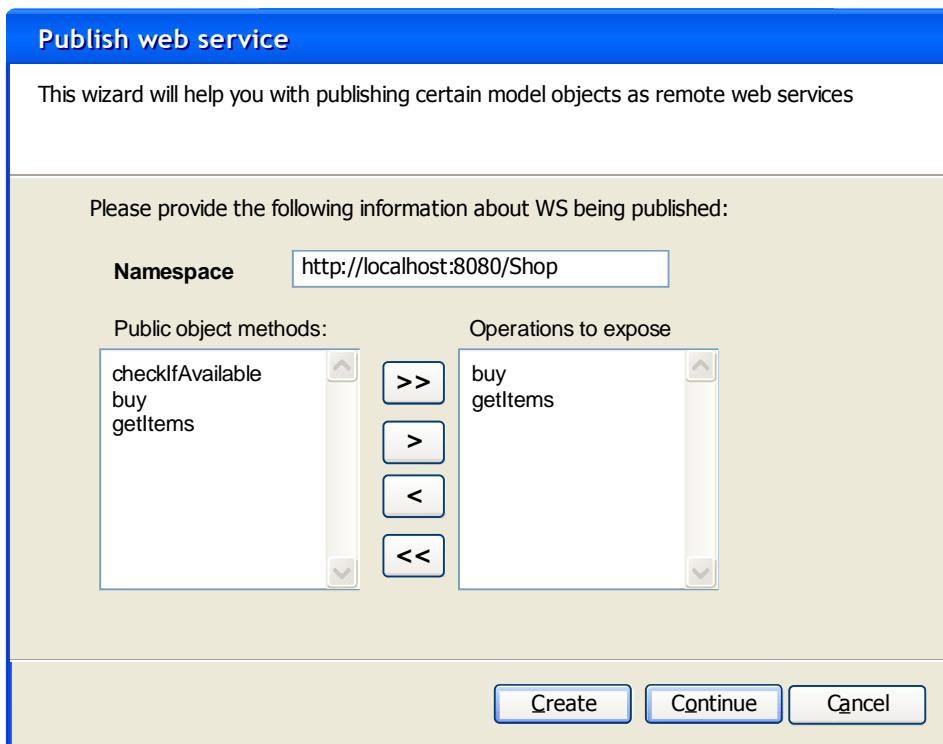 Publish web service
This wizard will help you with publishing certain model objects as remote web services
Please provide the following information about WS being published:
Namespace
http://localhost:8080/Shop
Public object methods:
Operations to expose
checkIfAvailable
buy
getItems
>>
>
<
<<
buy
getItems
Create
Continue
Cancel